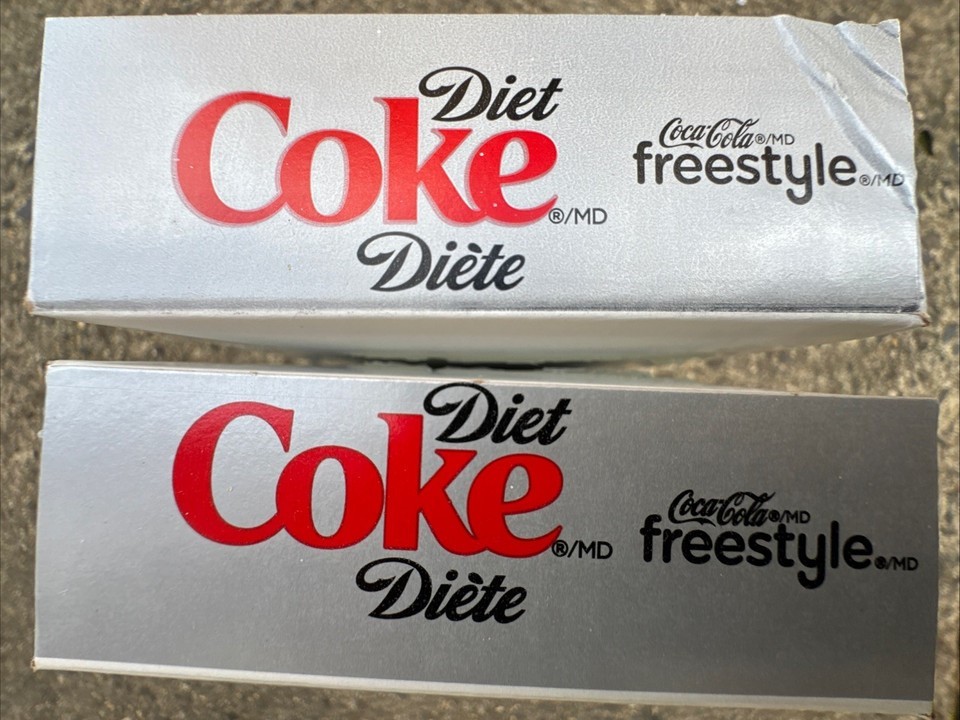 Diet
Coke®/MD
Diète
Coca-Cola®/MD
freestyle®/MD
Diet
Coke®/MD
Diète
Coca-Cola®/MD
freestyle®/MD